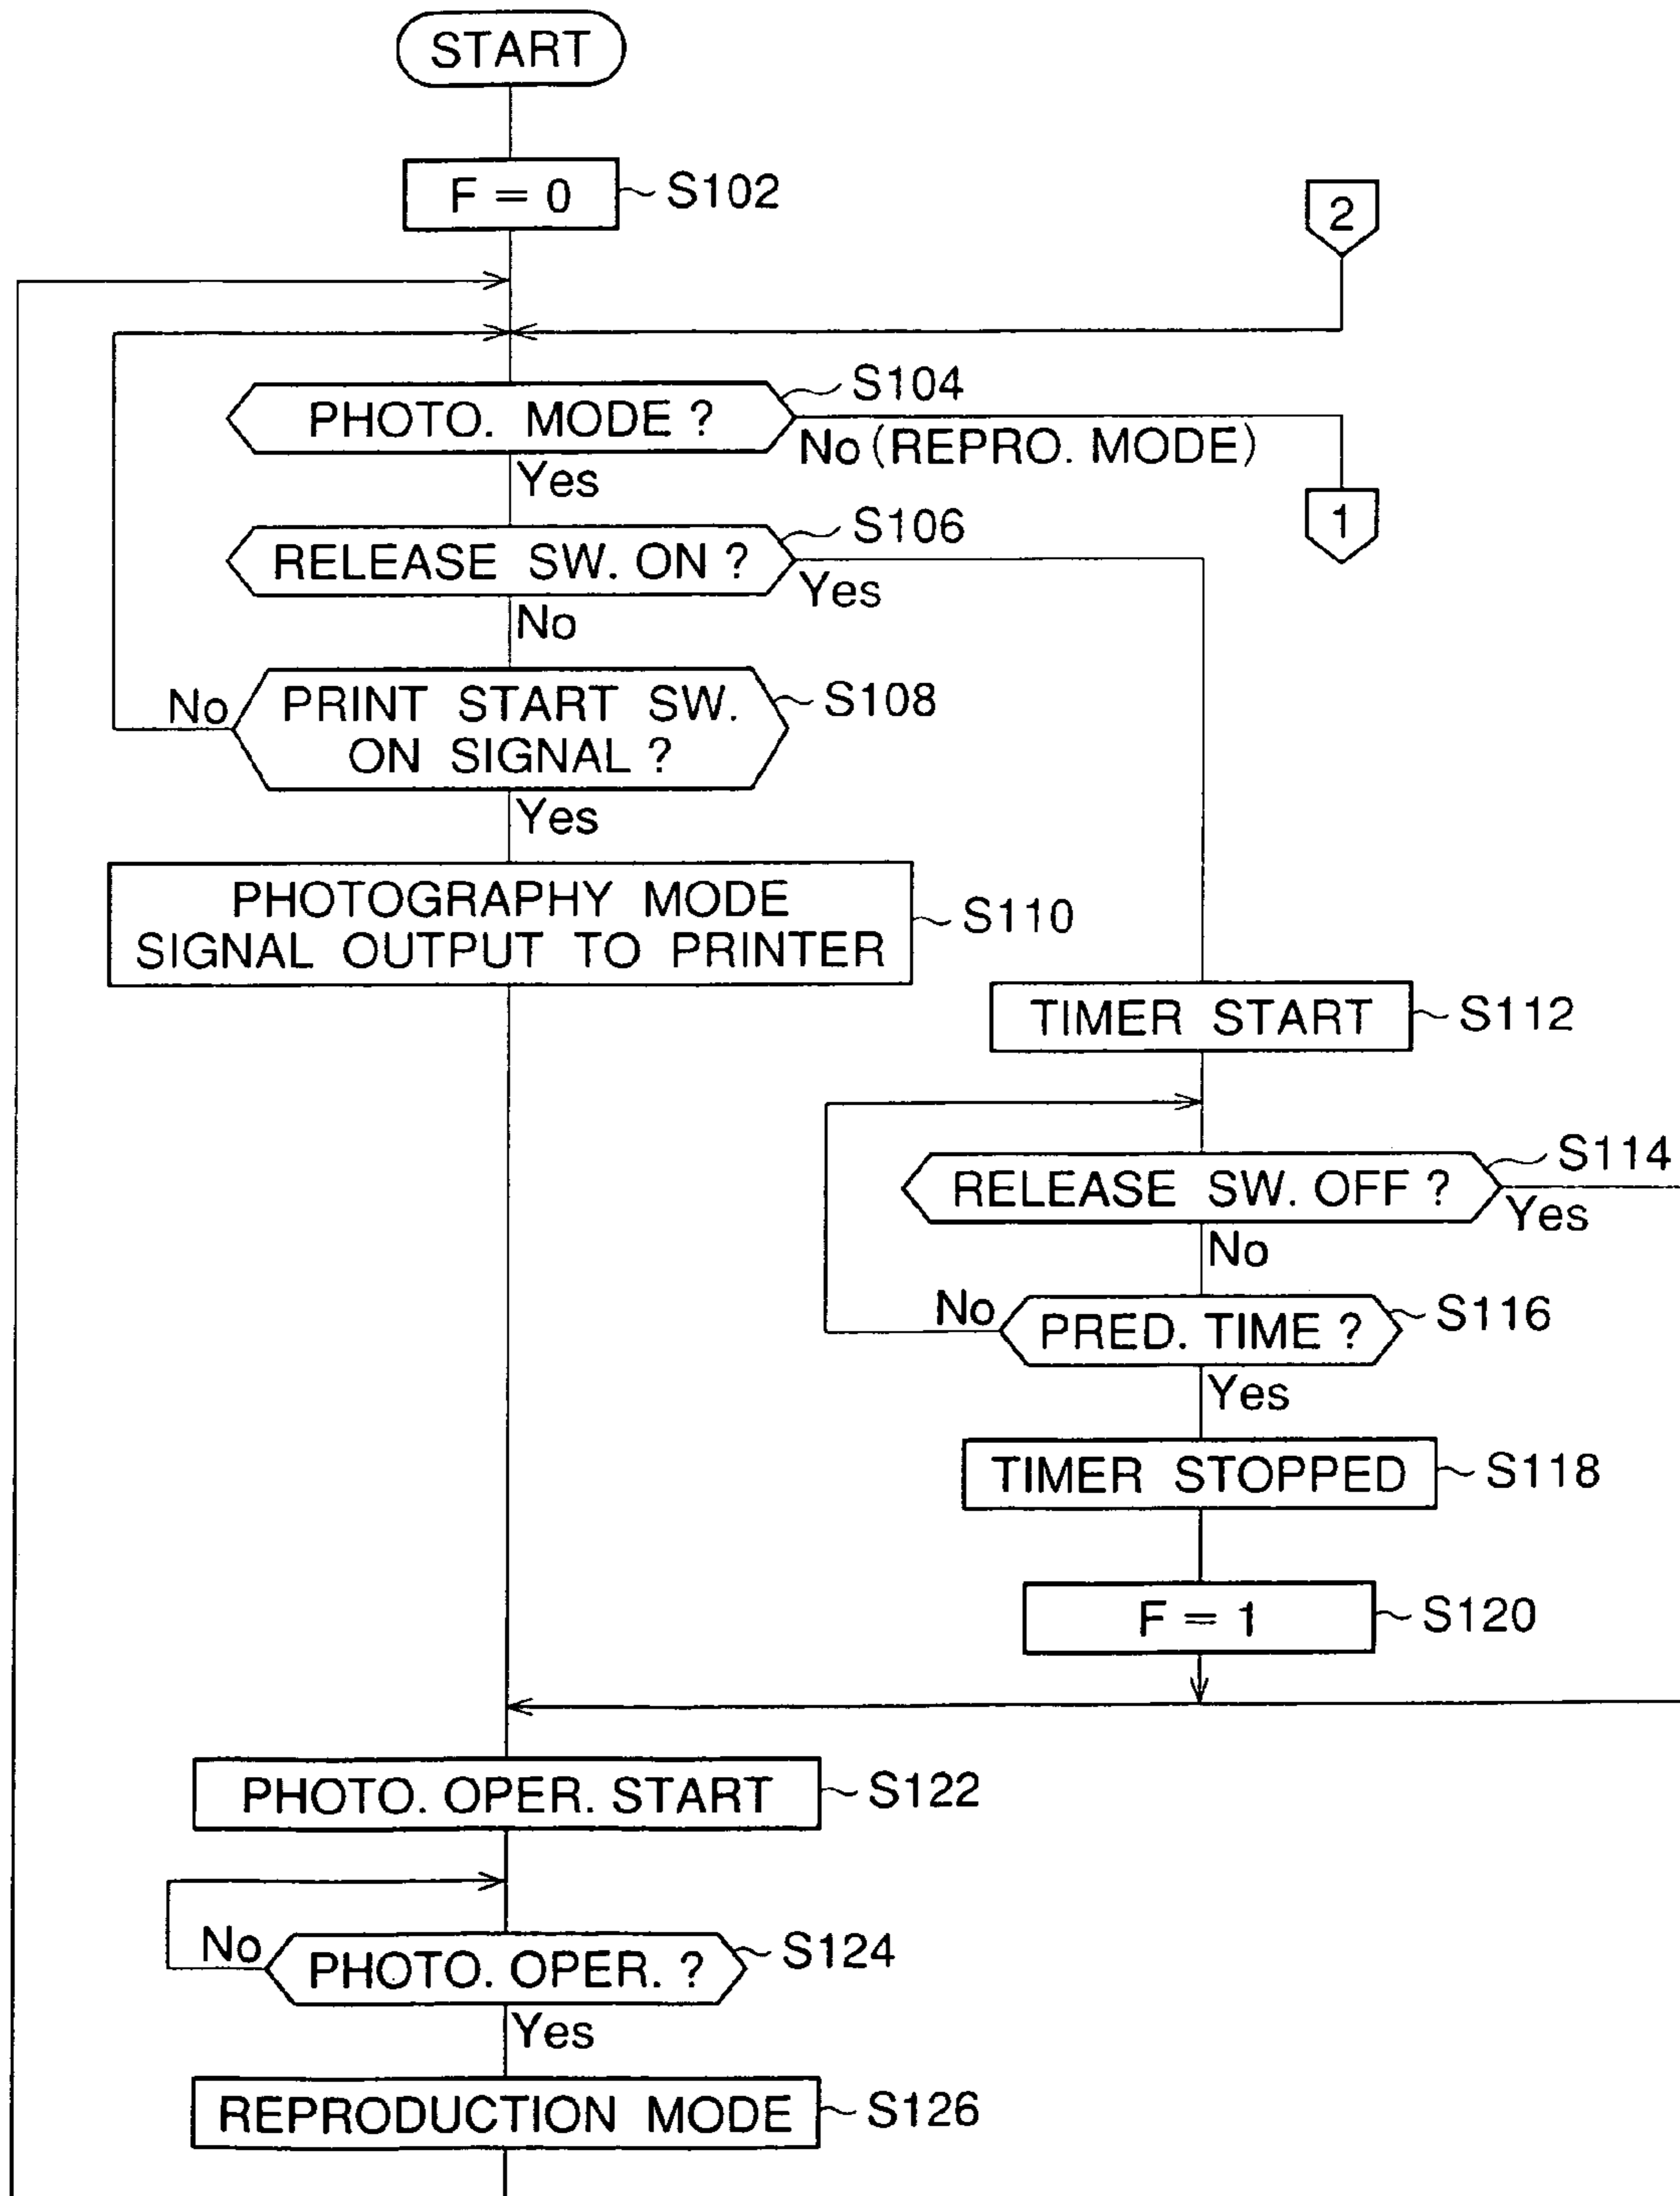 START
F = 0
S102
2
S104
PHOTO. MODE ?
No (REPRO. MODE)
Yes
1
S106
RELEASE SW. ON ?
Yes
No
No
PRINT START SW.
ON SIGNAL ?
S108
Yes
PHOTOGRAPHY MODE
SIGNAL OUTPUT TO PRINTER
S110
TIMER START
S112
S114
RELEASE SW. OFF ?
Yes
No
No
PRED. TIME ?
S116
Yes
TIMER STOPPED
S118
F = 1
S120
PHOTO. OPER. START
S122
No
PHOTO. OPER. ?
S124
Yes
REPRODUCTION MODE
S126